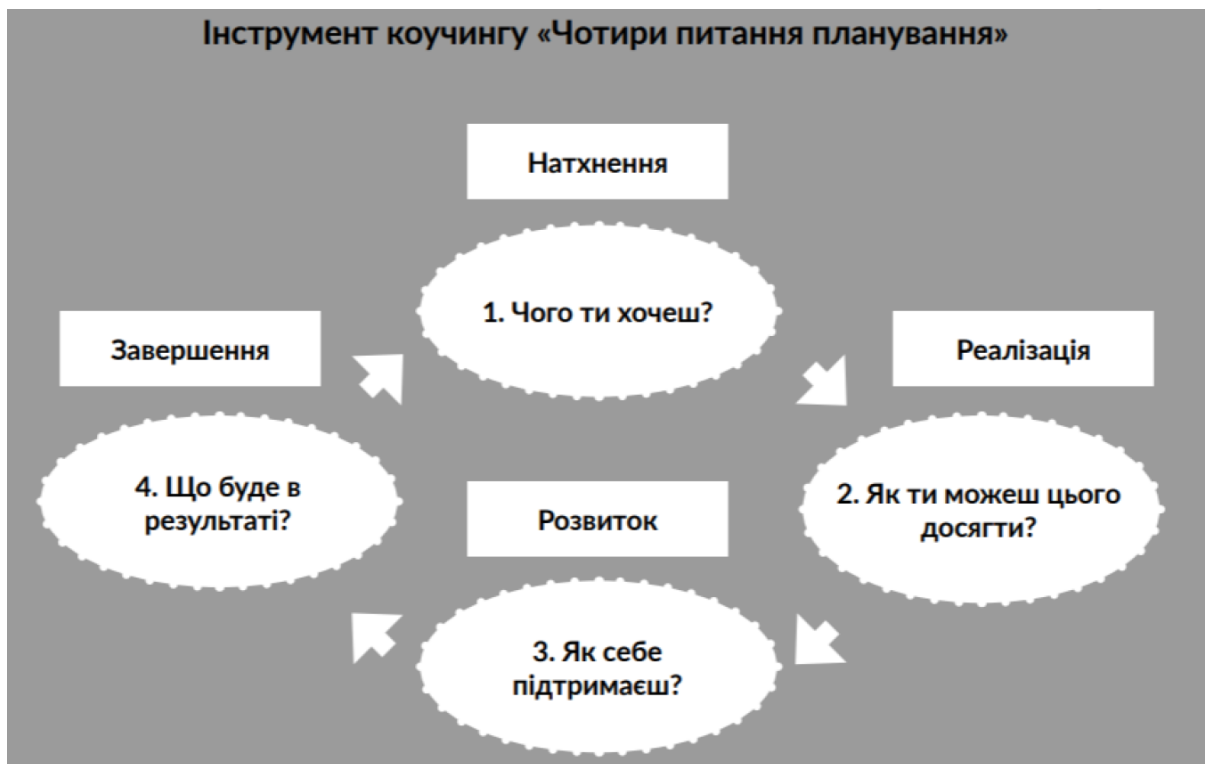 Інструмент коучингу «Чотири питання планування»
Натхнення
1. Чого ти хочеш?
Реалізація
2. Як ти можеш цього
досягти?
Розвиток
3. Як себе
підтримаєш?
Завершення
4. Що буде в
результаті?